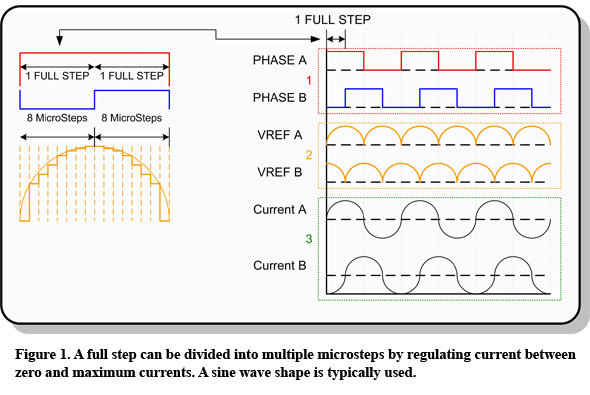 1 FULL STEP
PHASE A
1 FULL STEP 1 FULL STEP
1
PHASE B
8 MicroSteps 8 MicroSteps
VREF A
2
VREF B
Current A
3
Current B
Figure 1. A full step can be divided into multiple microsteps by regulating current between
zero and maximum currents. A sine wave shape is typically used.